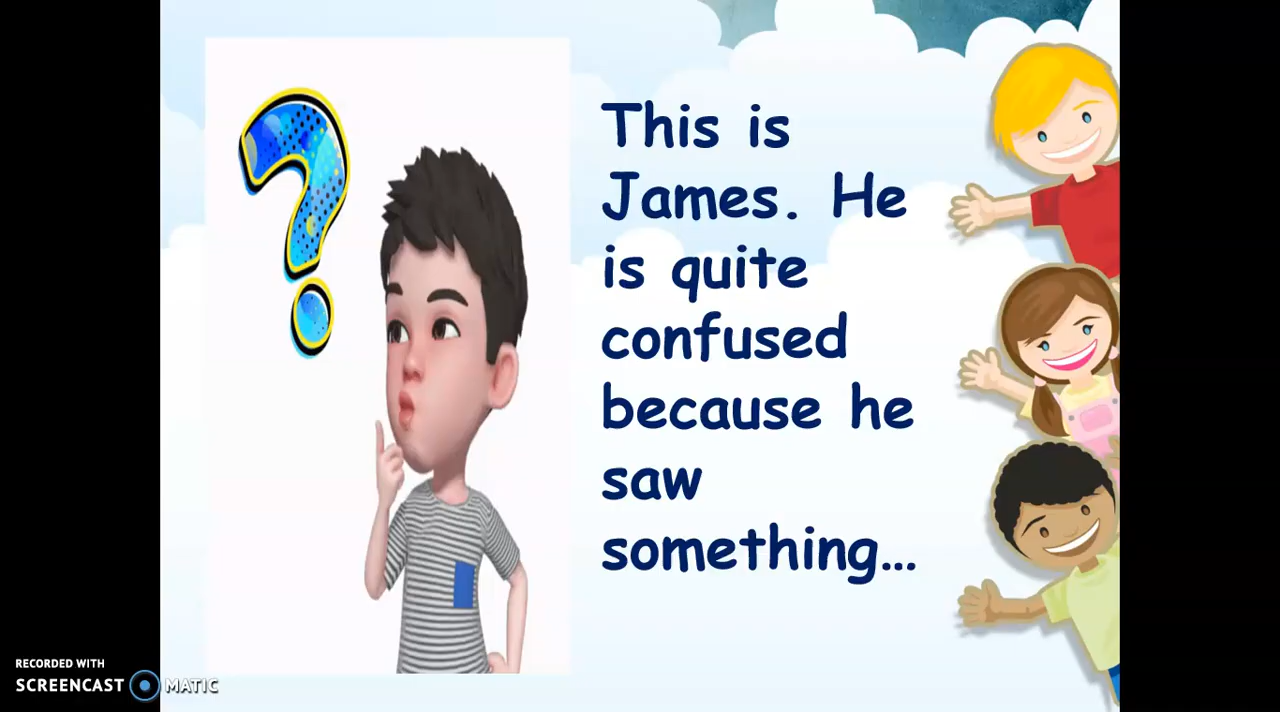 This is
James. He
is quite
confused
because he
saw
something...
RECORDED WITH
SCREENCAST MATIC